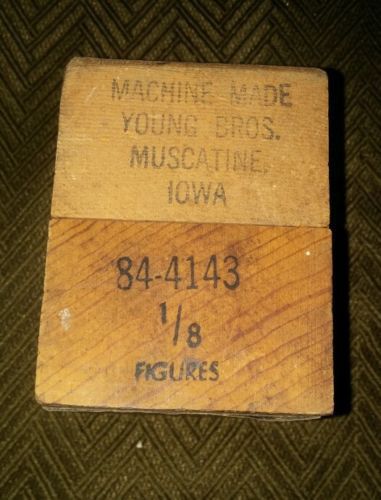 MACHINE MADE
YOUNG BROS.
MUSCATINE,
IOWA
84-4143
1/8
FIGURES